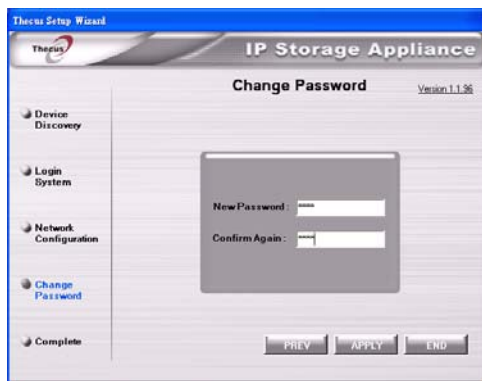 Thecus Setup Wizard
Thecus
IP Storage Appliance
Change Password
Version 1.1.36
Device
Discovery
Login
System
New Password :
****
Network
Configuration
Confirm Again :
****
Change
Password
Complete
PREV
APPLY
END